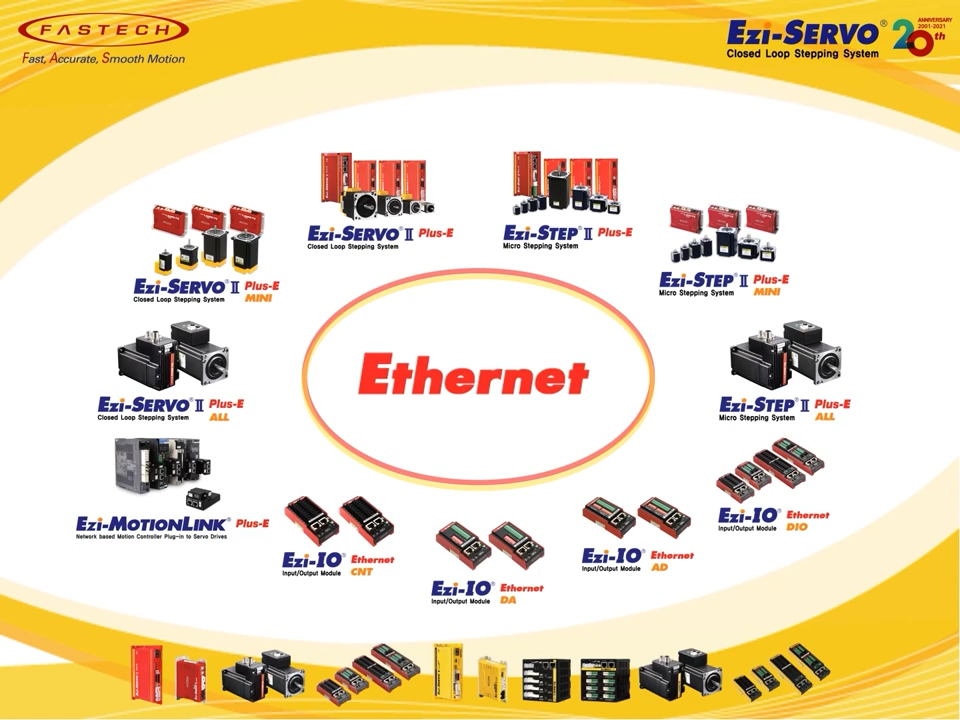 FASTECH
Fast, Accurate, Smooth Motion
Ezi-SERVO®
Closed Loop Stepping System
20th
ANNIVERSARY
2001-2021
Ezi-SERVO® II Plus-E
Closed Loop Stepping System
Ezi-STEP® II Plus-E
Micro Stepping System
Ezi-SERVO® II Plus-E
MINI
Closed Loop Stepping System
Ezi-STEP® II Plus-E
MINI
Micro Stepping System
Ethernet
Ezi-SERVO® II Plus-E
ALL
Closed Loop Stepping System
Ezi-STEP® II Plus-E
ALL
Micro Stepping System
Ezi-MOTIONLINK® Plus-E
Network based Motion Controller Plug-in to Servo Drives
Ezi-IO® Ethernet
DIO
Input/Output Module
Ezi-IO® Ethernet
CNT
Input/Output Module
Ezi-IO® Ethernet
AD
Input/Output Module
Ezi-IO® Ethernet
DA
Input/Output Module